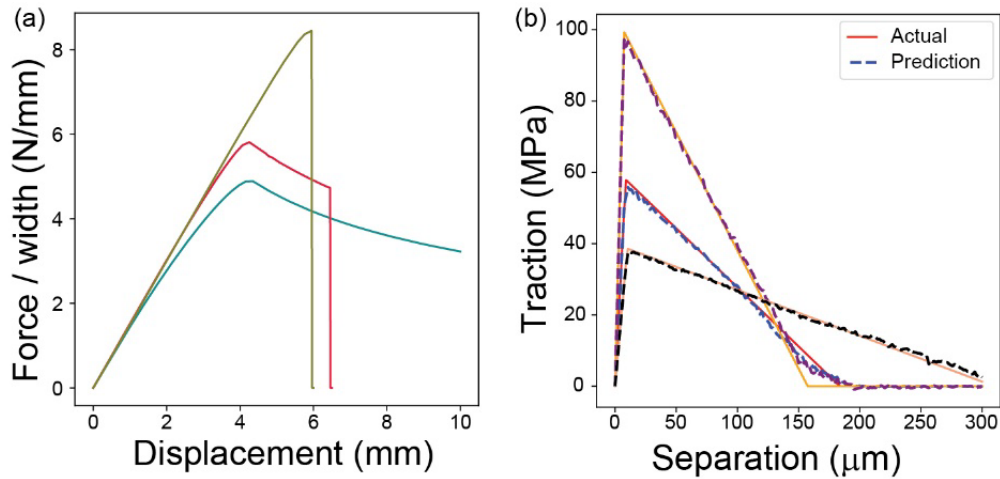 (a)
Force / width (N/mm)
8
6
4
2
0
0 2 4 6 8 10
Displacement (mm)
(b)
Traction (MPa)
100
80
60
40
20
0
Actual
Prediction
0 50 100 150 200 250 300
Separation (μm)